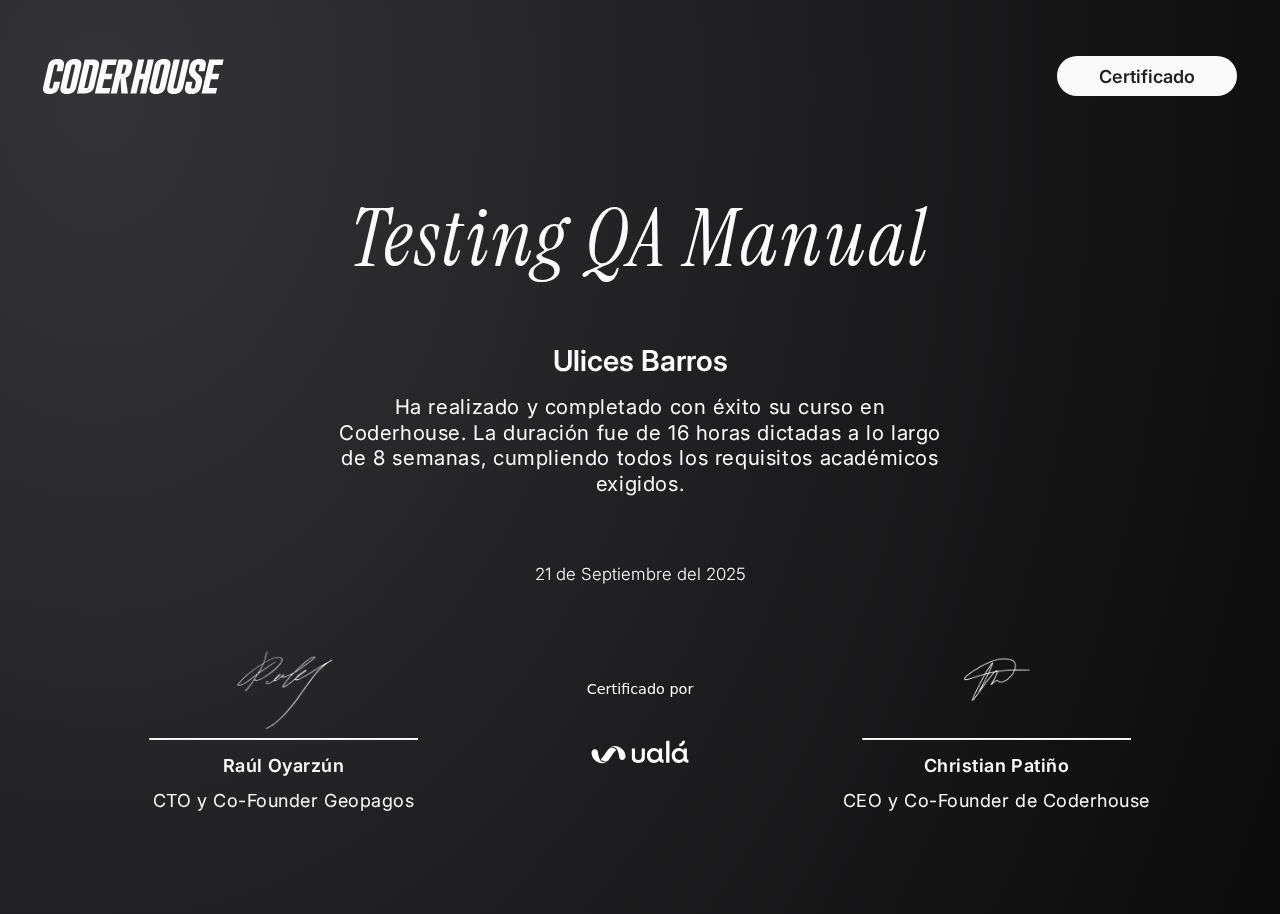 CODERHOUSE
Certificado
Testing QA Manual
Ulices Barros
Ha realizado y completado con éxito su curso en
Coderhouse. La duración fue de 16 horas dictadas a lo largo
de 8 semanas, cumpliendo todos los requisitos académicos
exigidos.
21 de Septiembre del 2025
Certificado por
ualá
Raúl Oyarzún
CTO y Co-Founder Geopagos
Christian Patiño
CEO y Co-Founder de Coderhouse